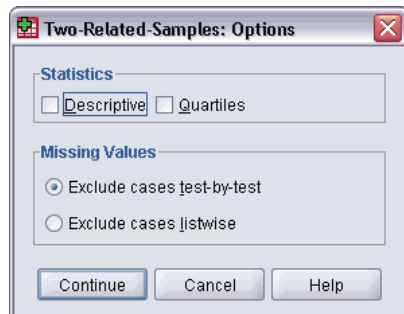 Two-Related-Samples: Options
Statistics
Descriptive Quartiles
Missing Values
Exclude cases test-by-test
Exclude cases listwise
Continue Cancel Help